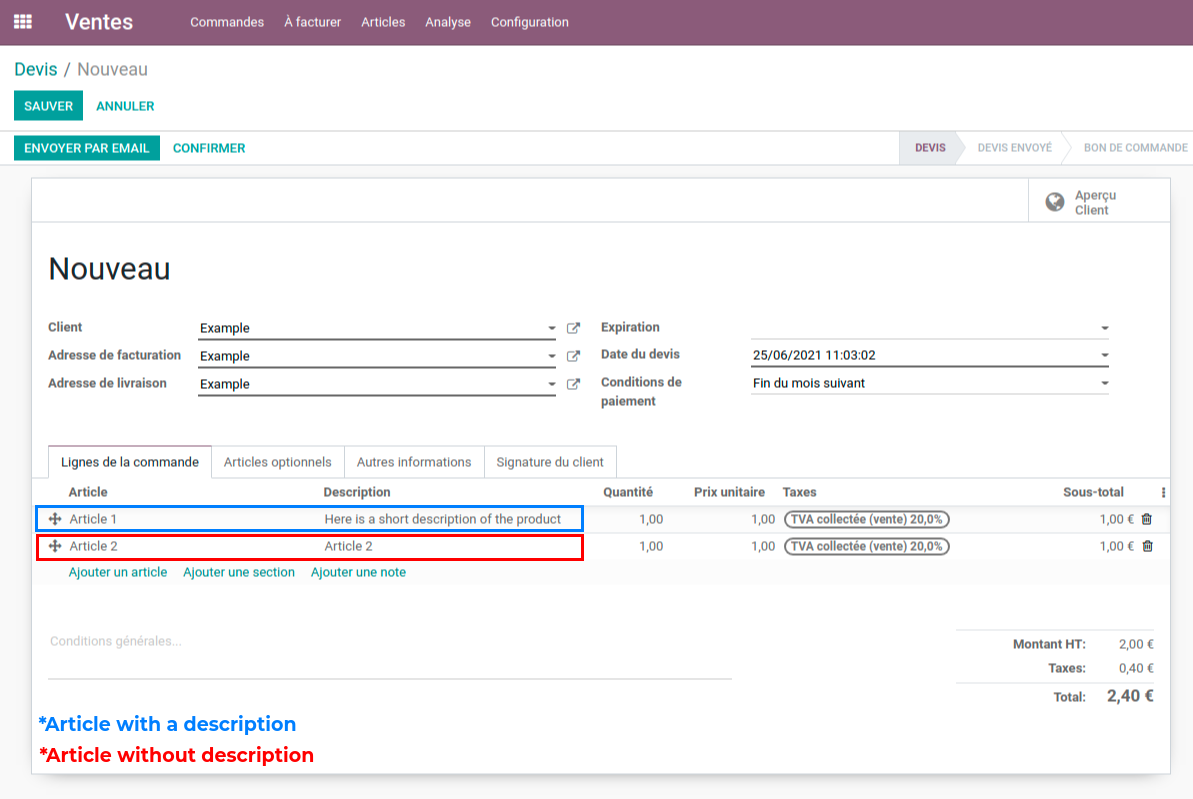 Ventes Commandes À facturer Articles Analyse Configuration
Devis / Nouveau
SAUVER ANNULER
ENVOYER PAR EMAIL CONFIRMER DEVIS DEVIS ENVOYÉ BON DE COMMANDE
Aperçu
Client
Nouveau
Client Example Expiration
Adresse de facturation Example Date du devis 25/06/2021 11:03:02
Adresse de livraison Example Conditions de Fin du mois suivant
paiement
Lignes de la commande Articles optionnels Autres informations Signature du client
Article Description Quantité Prix unitaire Taxes Sous-total
Article 1 Here is a short description of the product 1,00 1,00 TVA collectée (vente) 20,0% 1,00 €
Article 2 Article 2 1,00 1,00 TVA collectée (vente) 20,0% 1,00 €
Ajouter un article Ajouter une section Ajouter une note
Conditions générales... Montant HT: 2,00 €
Taxes: 0,40 €
Total: 2,40 €
*Article with a description
*Article without description